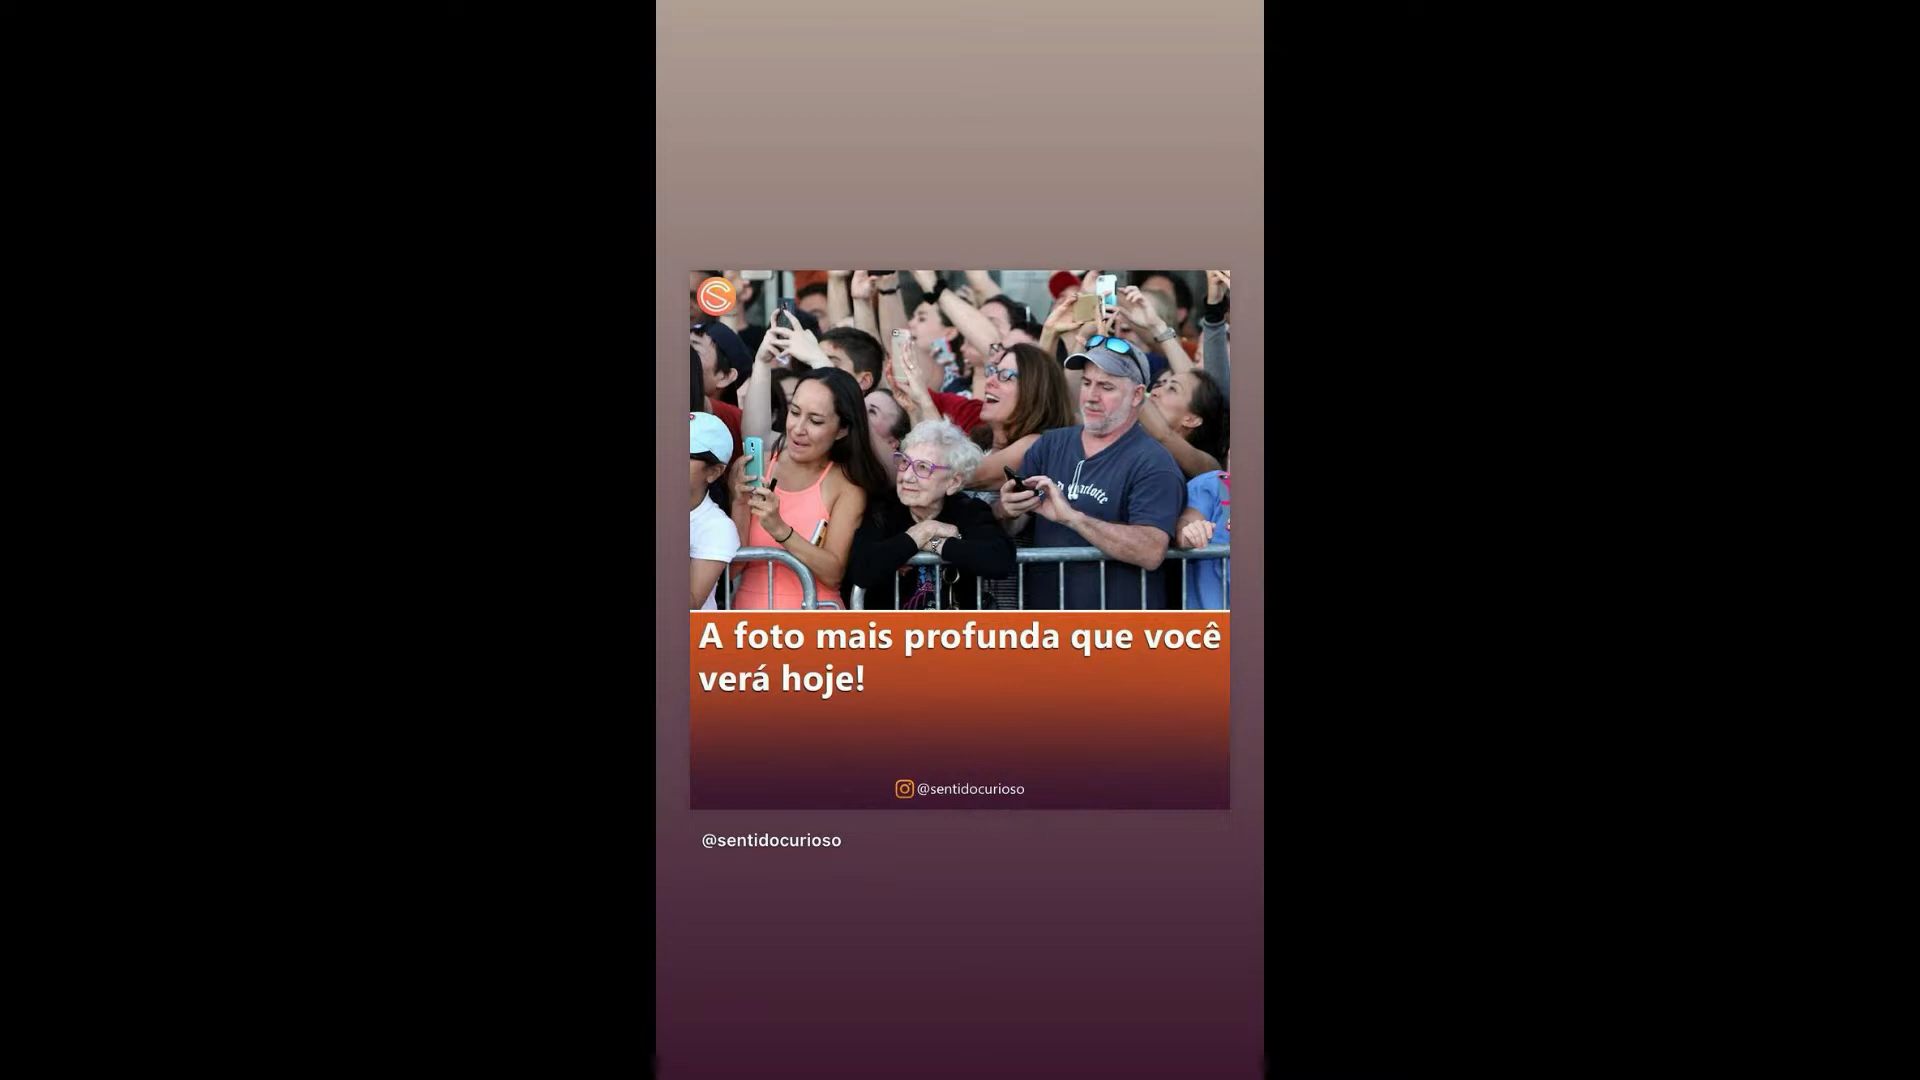 A foto mais profunda que você
verá hoje!
@sentidocurioso
@sentidocurioso